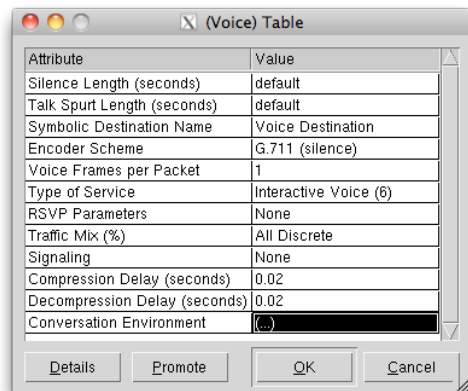 (Voice) Table
Attribute Value
Silence Length (seconds) default
Talk Spurt Length (seconds) default
Symbolic Destination Name Voice Destination
Encoder Scheme G.711 (silence)
Voice Frames per Packet 1
Type of Service Interactive Voice (6)
RSVP Parameters None
Traffic Mix (%) All Discrete
Signaling None
Compression Delay (seconds) 0.02
Decompression Delay (seconds) 0.02
Conversation Environment (...)
Details Promote OK Cancel